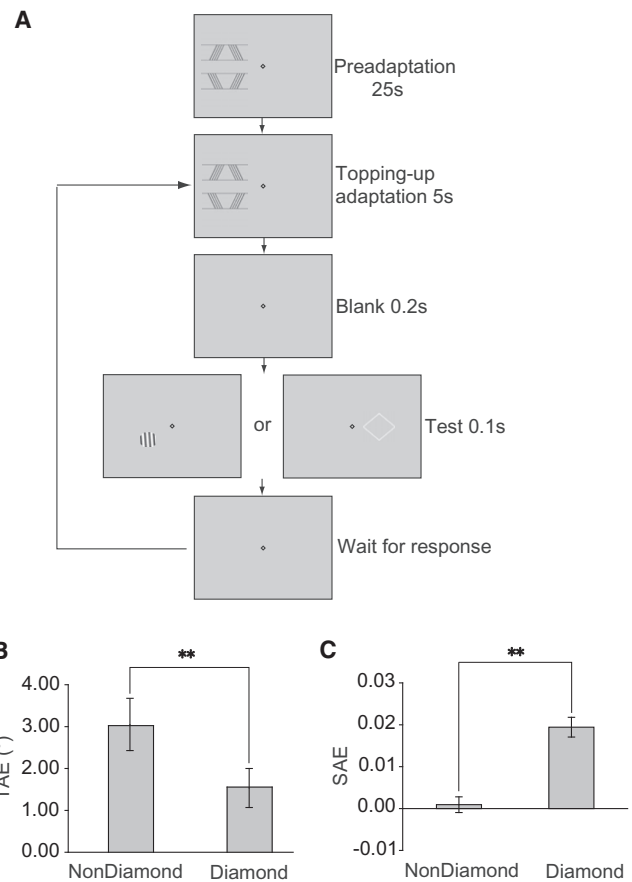 A
Preadaptation
25s
Topping-up
adaptation 5s
Blank 0.2s
or
Test 0.1s
Wait for response
**
4.00
3.00
2.00
1.00
0.00
NonDiamond Diamond
C
**
0.03
0.02
0.01
0.00
-0.01
SAE
NonDiamond Diamond